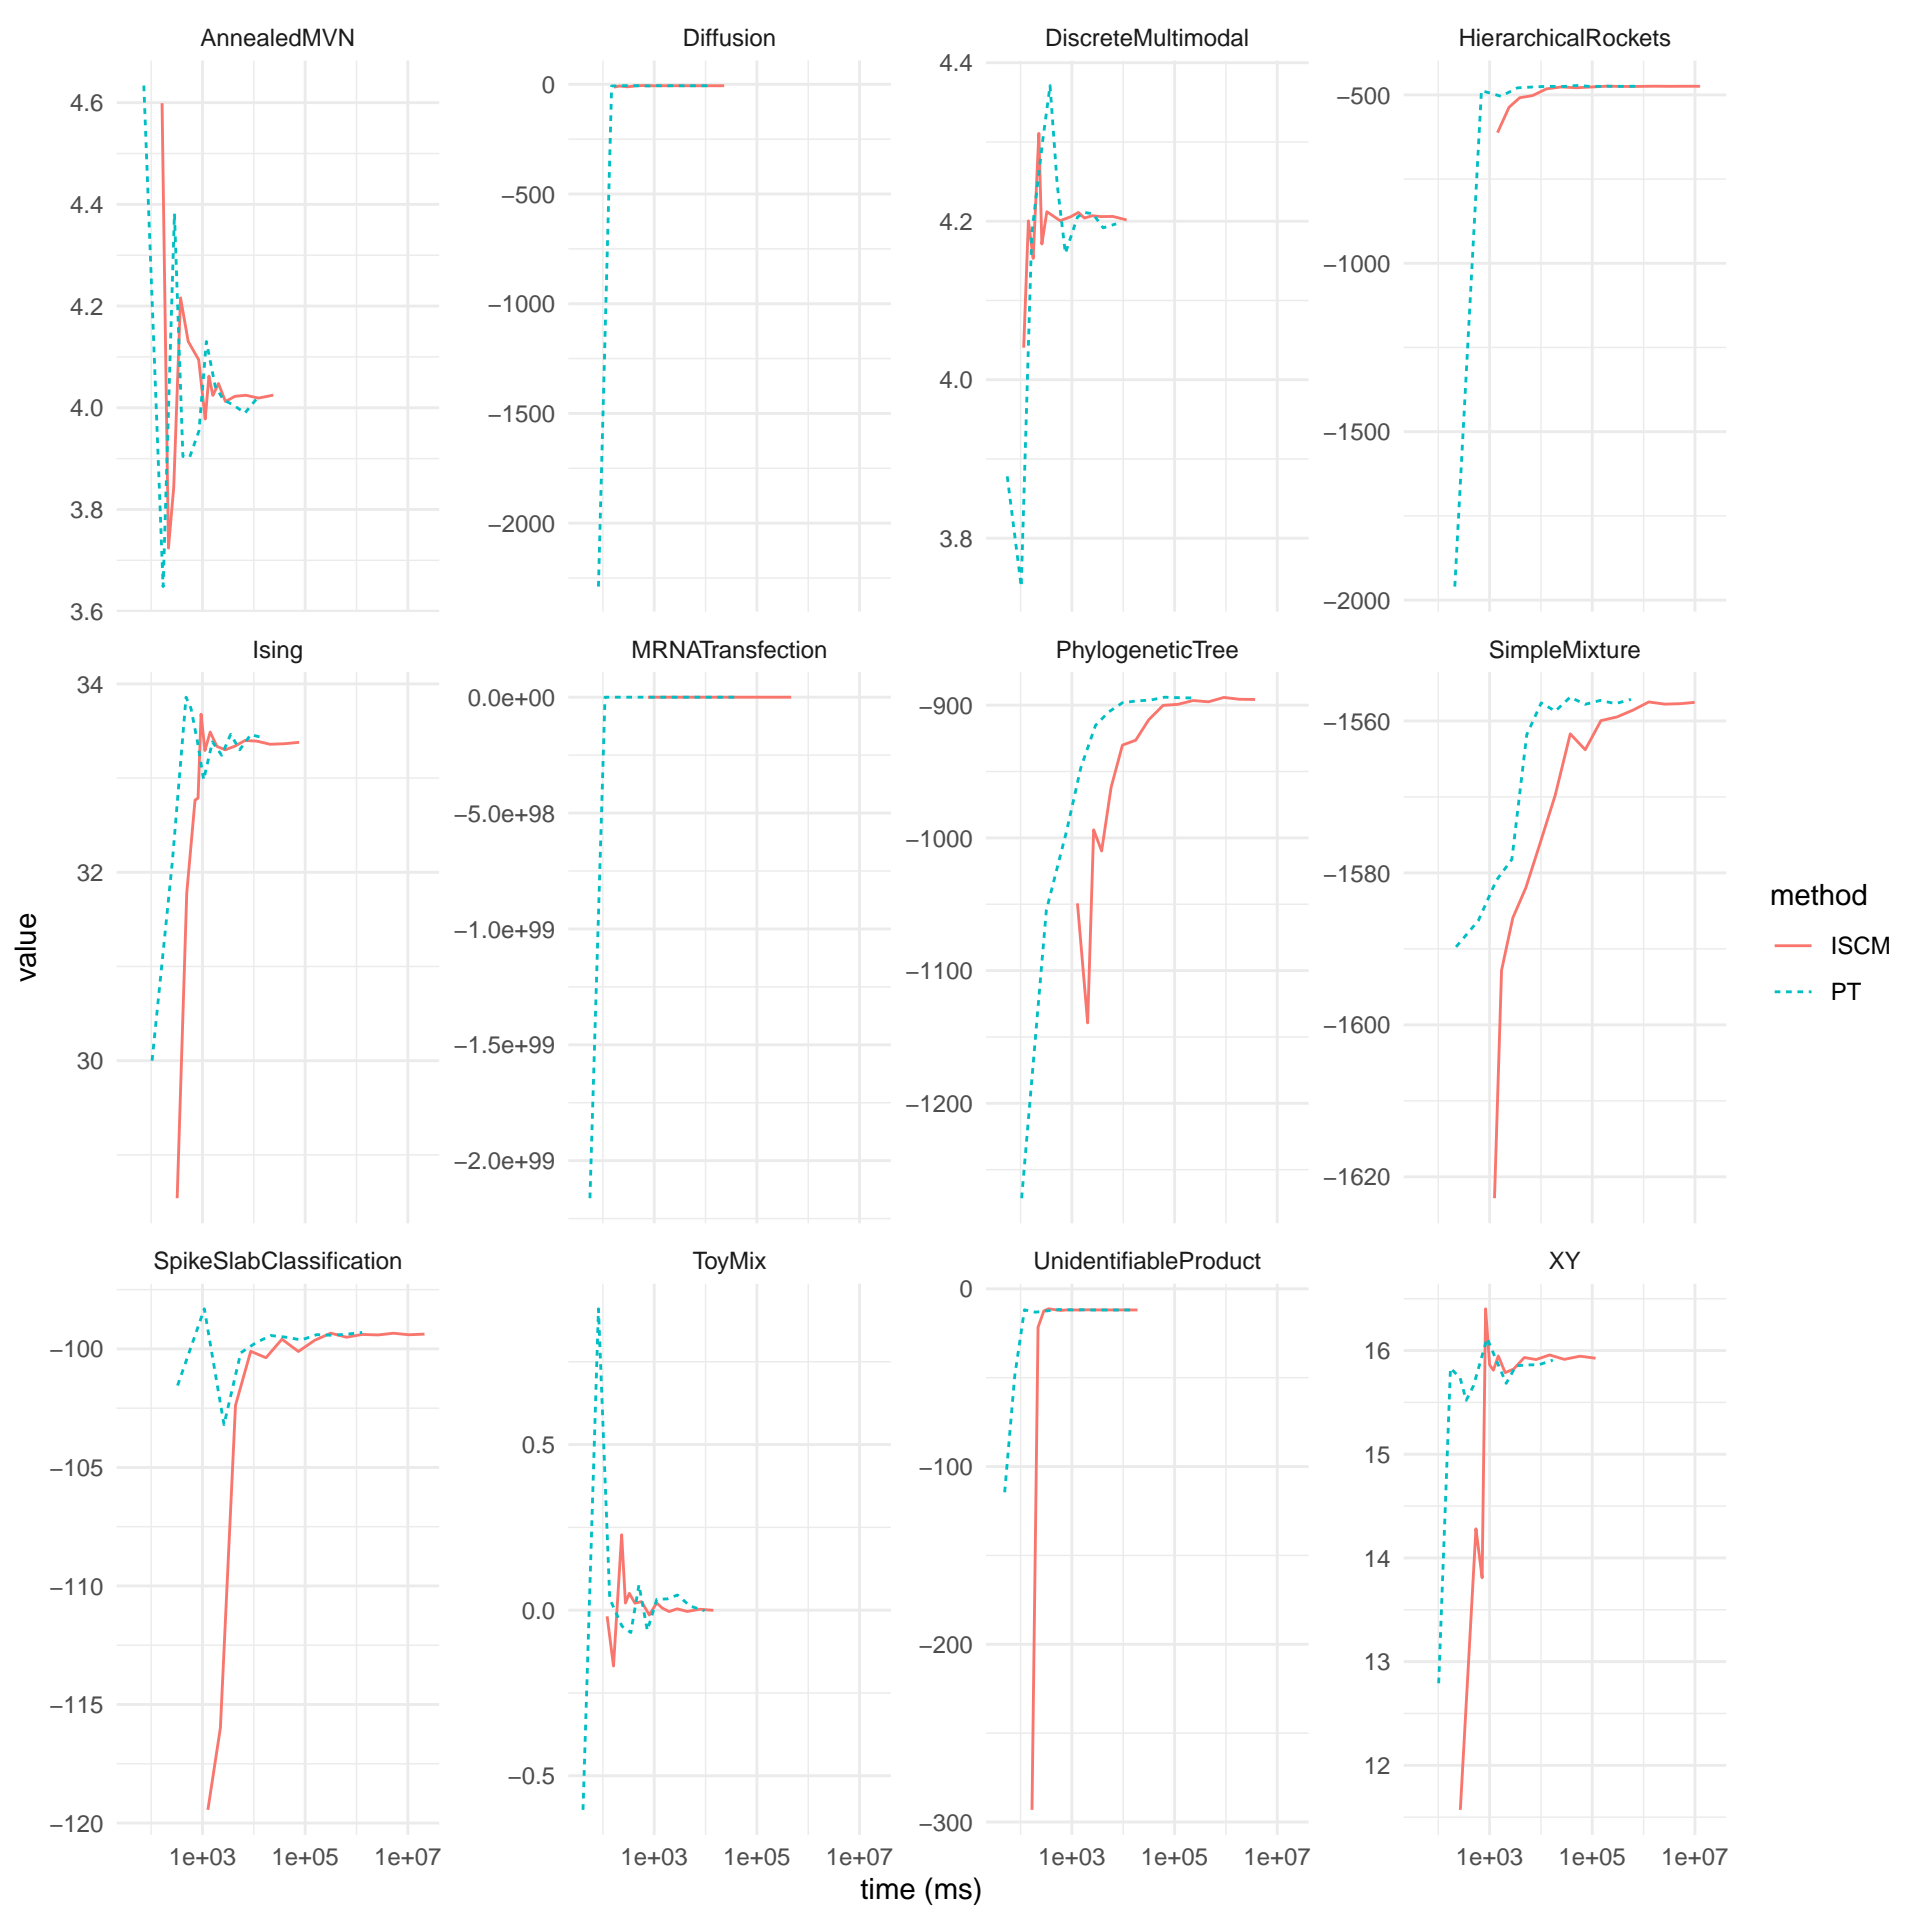 AnnealedMVN
Diffusion
DiscreteMultimodal
HierarchicalRockets
4.6
4.4
4.2
4.0
3.8
3.6
0
−500
−1000
−1500
−2000
4.4
4.2
4.0
3.8
−500
−1000
−1500
−2000
Ising
MRNATransfection
PhylogeneticTree
SimpleMixture
34
32
30
0.0e+00
−5.0e+98
−1.0e+99
−1.5e+99
−2.0e+99
−900
−1000
−1100
−1200
−1560
−1580
−1600
−1620
SpikeSlabClassification
ToyMix
UnidentifiableProduct
XY
−100
−105
−110
−115
−120
0.5
0.0
−0.5
0
−100
−200
−300
16
15
14
13
12
1e+03 1e+05 1e+07
1e+03 1e+05 1e+07
1e+03 1e+05 1e+07
1e+03 1e+05 1e+07
time (ms)
value
method
ISCM
PT